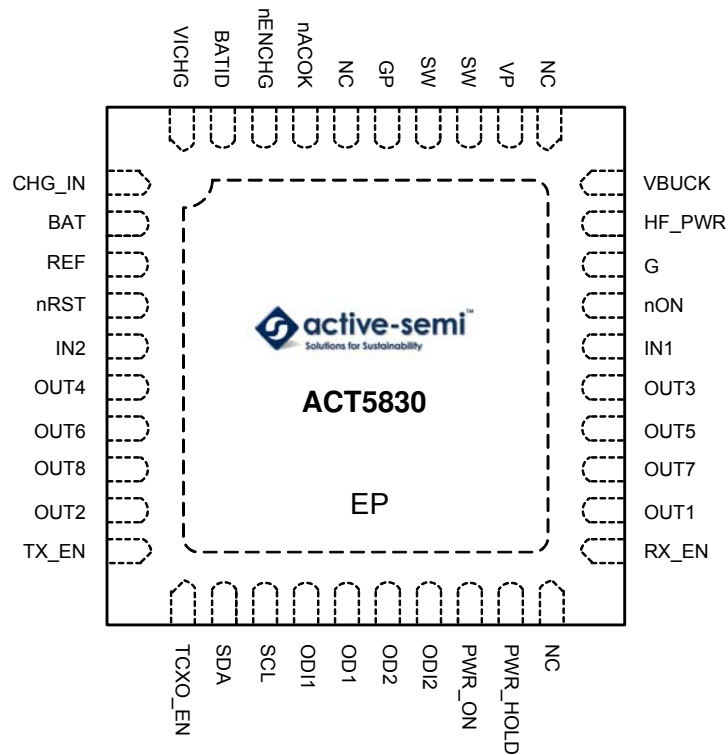 VICHG
BATID
nENCHG
nACOK
NC
GP
SW
SW
VP
NC
CHG_IN
BAT
REF
nRST
IN2
OUT4
OUT6
OUT8
OUT2
TX_EN
VBUCK
HF_PWR
G
nON
IN1
OUT3
OUT5
OUT7
OUT1
RX_EN
active-semi™
Solutions for Sustainability
ACT5830
EP
TCXO_EN
SDA
SCL
ODI1
OD1
OD2
ODI2
PWR_ON
PWR_HOLD
NC